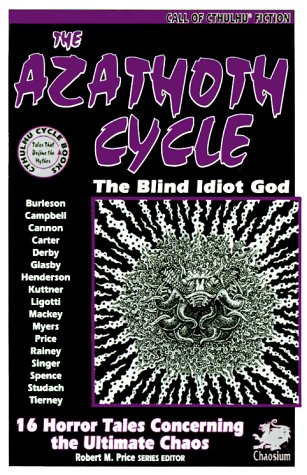 CALL OF CTHULHU® FICTION
THE
AZATHOTH
CYCLE
CTHULHU CYCLE BOOKS
Tales That
Define the
Mythos
The Blind Idiot God
Burleson
Campbell
Cannon
Carter
Derby
Glasby
Henderson
Kuttner
Ligotti
Mackey
Myers
Price
Rainey
Singer
Spence
Studach
Tierney
16 Horror Tales Concerning
the Ultimate Chaos
Robert M. Price SERIES EDITOR
Chaosium